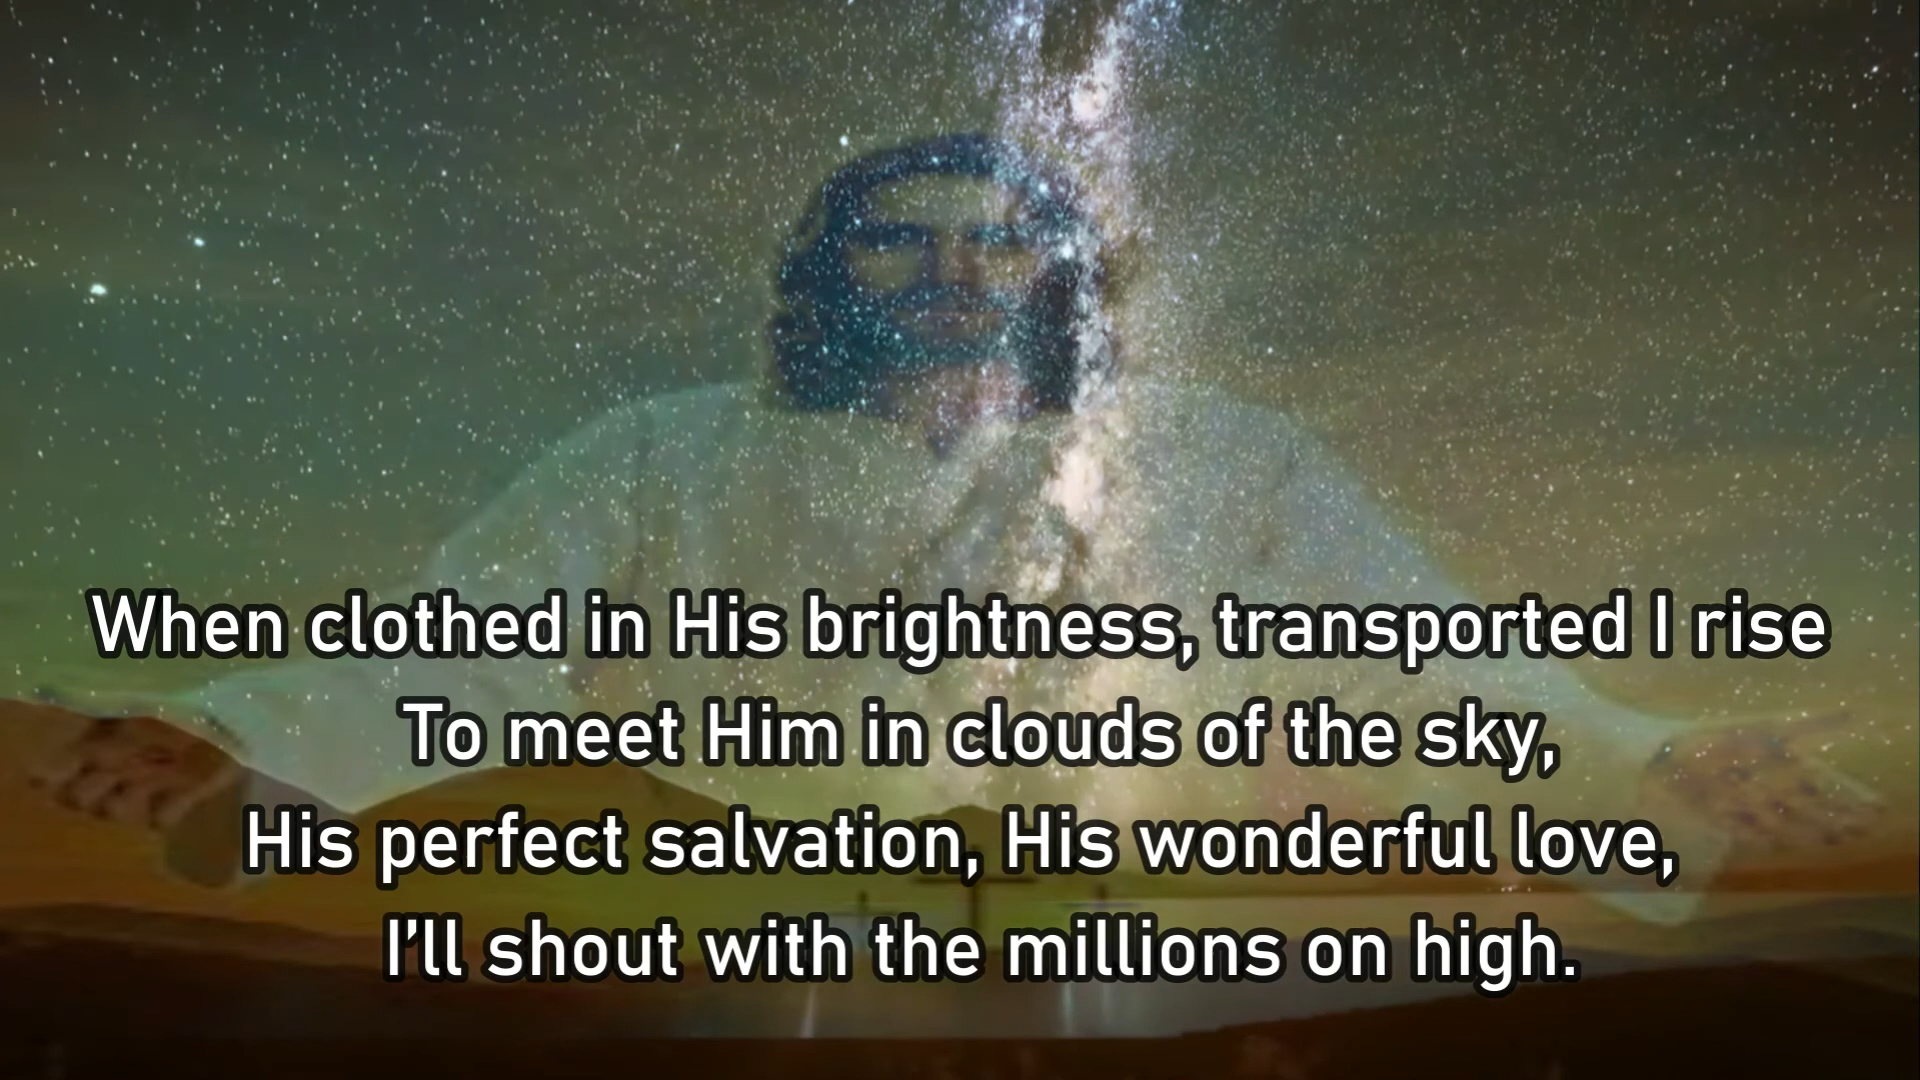 When clothed in His brightness, transported I rise
To meet Him in clouds of the sky,
His perfect salvation, His wonderful love,
I’ll shout with the millions on high.